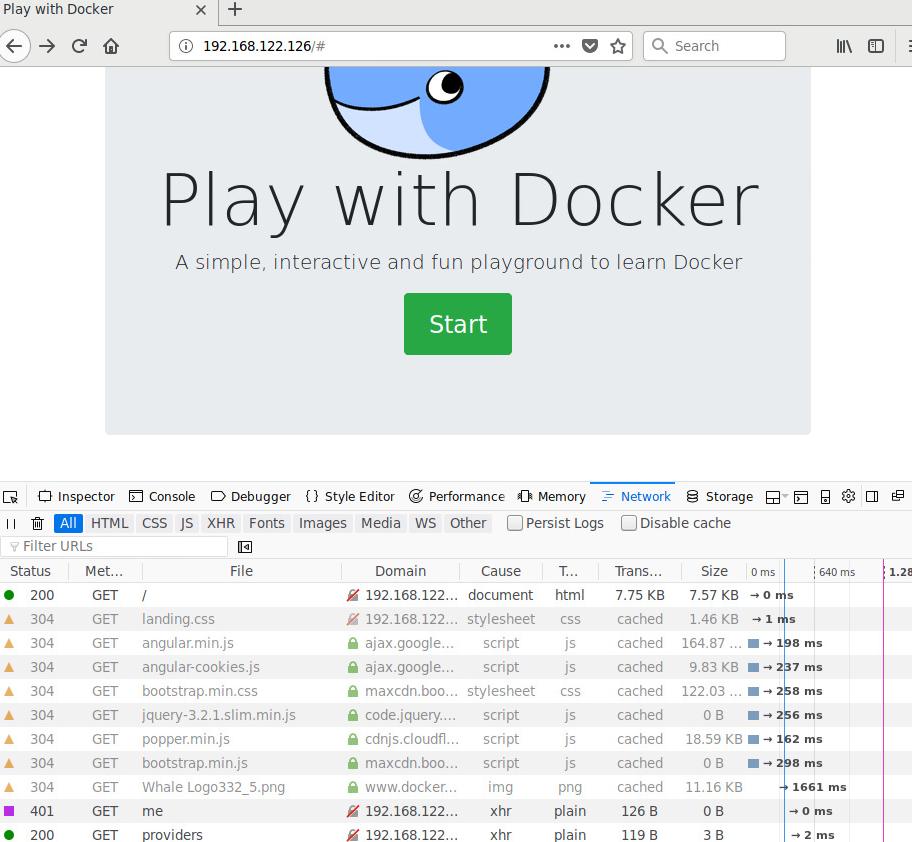 Play with Docker
192.168.122.126/#
Search
Play with Docker
A simple, interactive and fun playground to learn Docker
Start
Inspector Console Debugger Style Editor Performance Memory Network Storage
All HTML CSS JS XHR Fonts Images Media WS Other Persist Logs Disable cache
Filter URLs
Status Met... File Domain Cause T... Trans... Size 0 ms 640 ms 1.28
200 GET / 192.168.122... document html 7.75 KB 7.57 KB → 0 ms
304 GET landing.css 192.168.122... stylesheet css cached 1.46 KB → 1 ms
304 GET angular.min.js ajax.google... script js cached 164.87 ... → 198 ms
304 GET angular-cookies.js ajax.google... script js cached 9.83 KB → 237 ms
304 GET bootstrap.min.css maxcdn.boo... stylesheet css cached 122.03 ... → 258 ms
304 GET jquery-3.2.1.slim.min.js code.jquery.... script js cached 0 B → 256 ms
304 GET popper.min.js cdnjs.cloudfl... script js cached 18.59 KB → 162 ms
304 GET bootstrap.min.js maxcdn.boo... script js cached 0 B → 298 ms
304 GET Whale Logo332_5.png www.docker... img png cached 11.16 KB → 1661 ms
401 GET me 192.168.122... xhr plain 126 B 0 B → 0 ms
200 GET providers 192.168.122... xhr plain 119 B 3 B → 2 ms